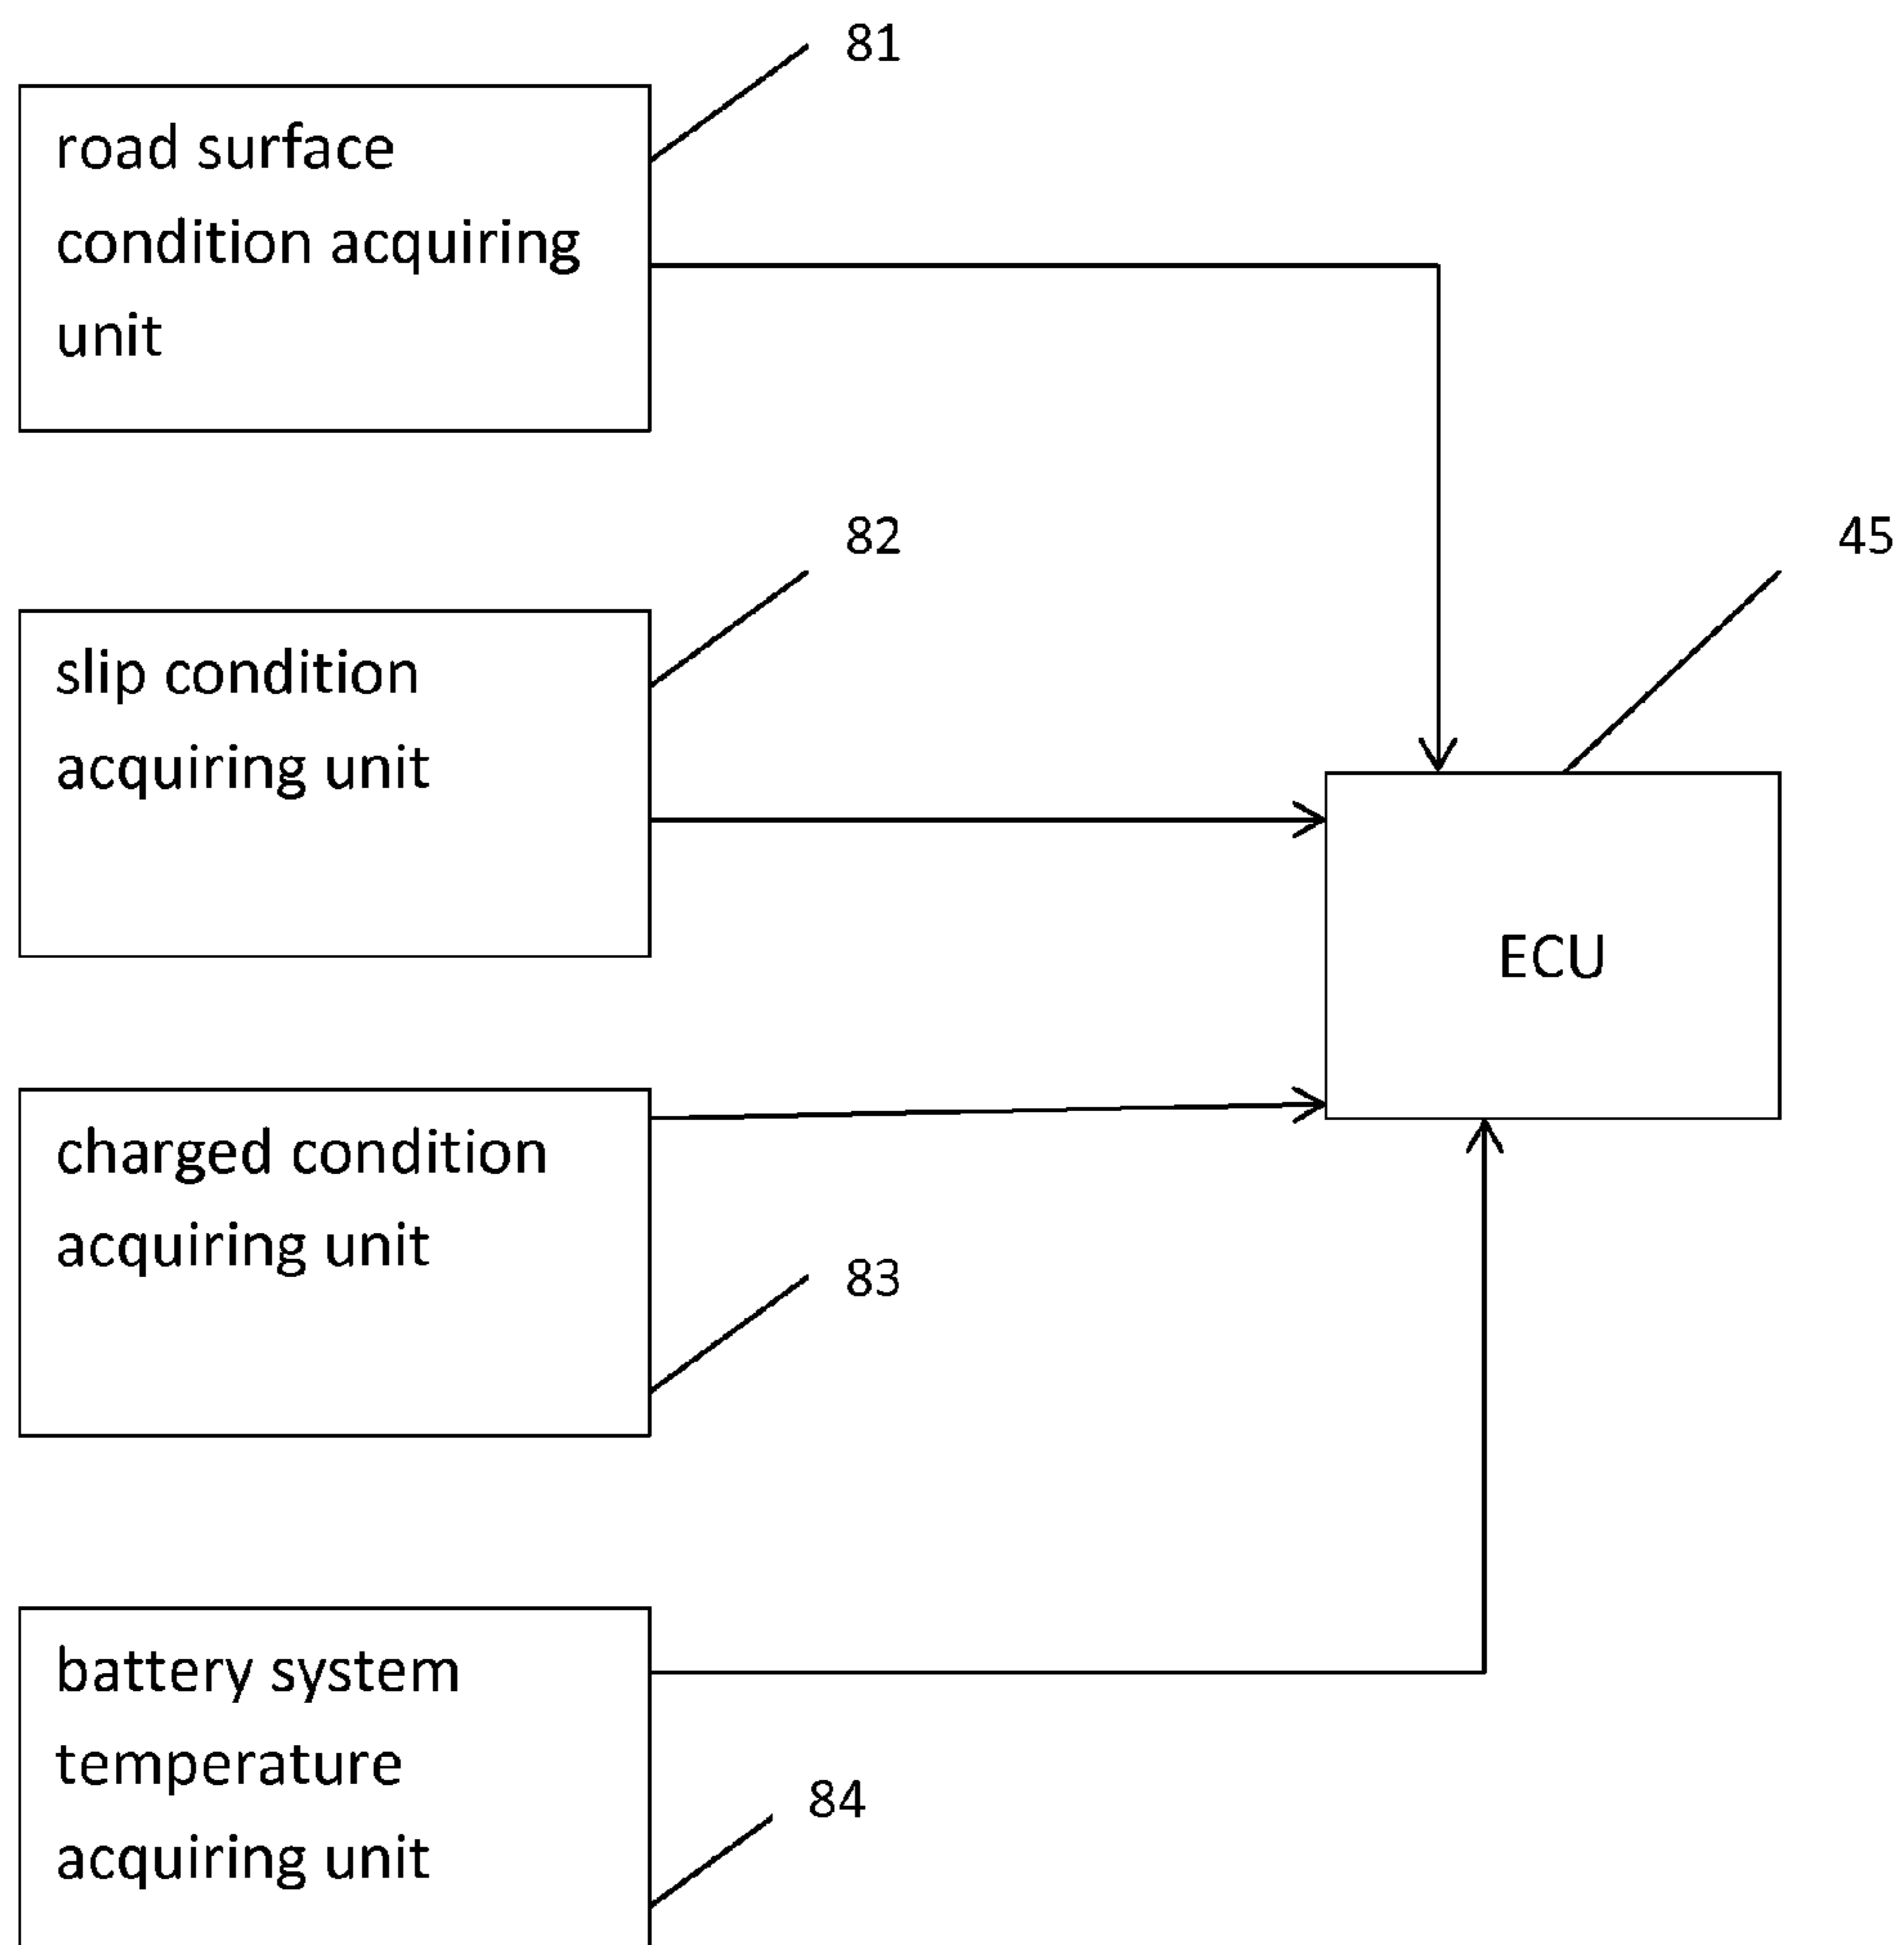 81
road surface
condition acquiring
unit
82
45
slip condition
acquiring unit
ECU
charged condition
acquiring unit
83
battery system
temperature
acquiring unit
84